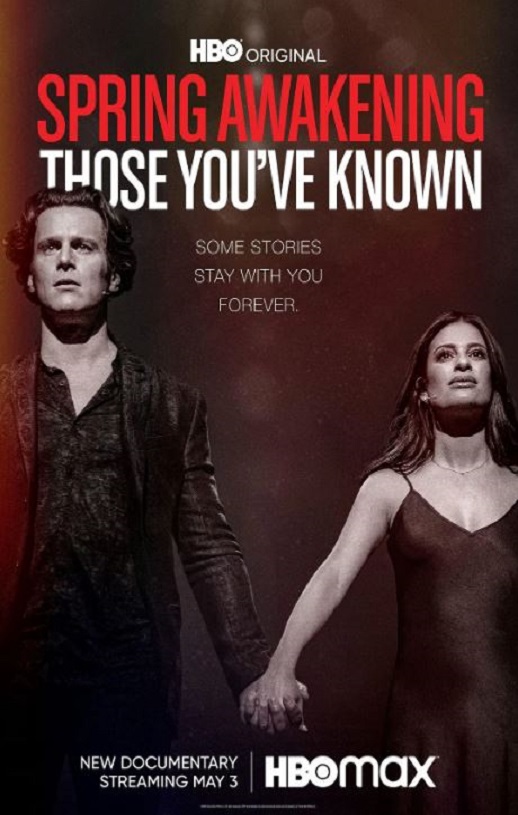 HBO ORIGINAL
SPRING AWAKENING
THOSE YOU'VE KNOWN
SOME STORIES
STAY WITH YOU
FOREVER.
NEW DOCUMENTARY
STREAMING MAY 3
HBOmax